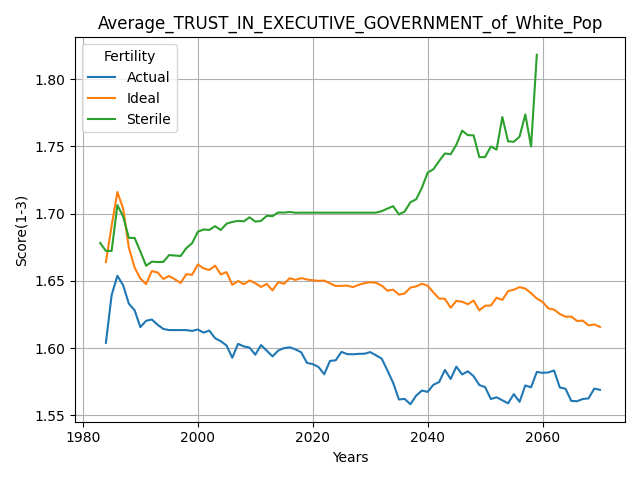 Average_TRUST_IN_EXECUTIVE_GOVERNMENT_of_White_Pop
Fertility
Actual
Ideal
Sterile
Score(1-3)
1.80
1.75
1.70
1.65
1.60
1.55
1980
2000
2020
2040
2060
Years